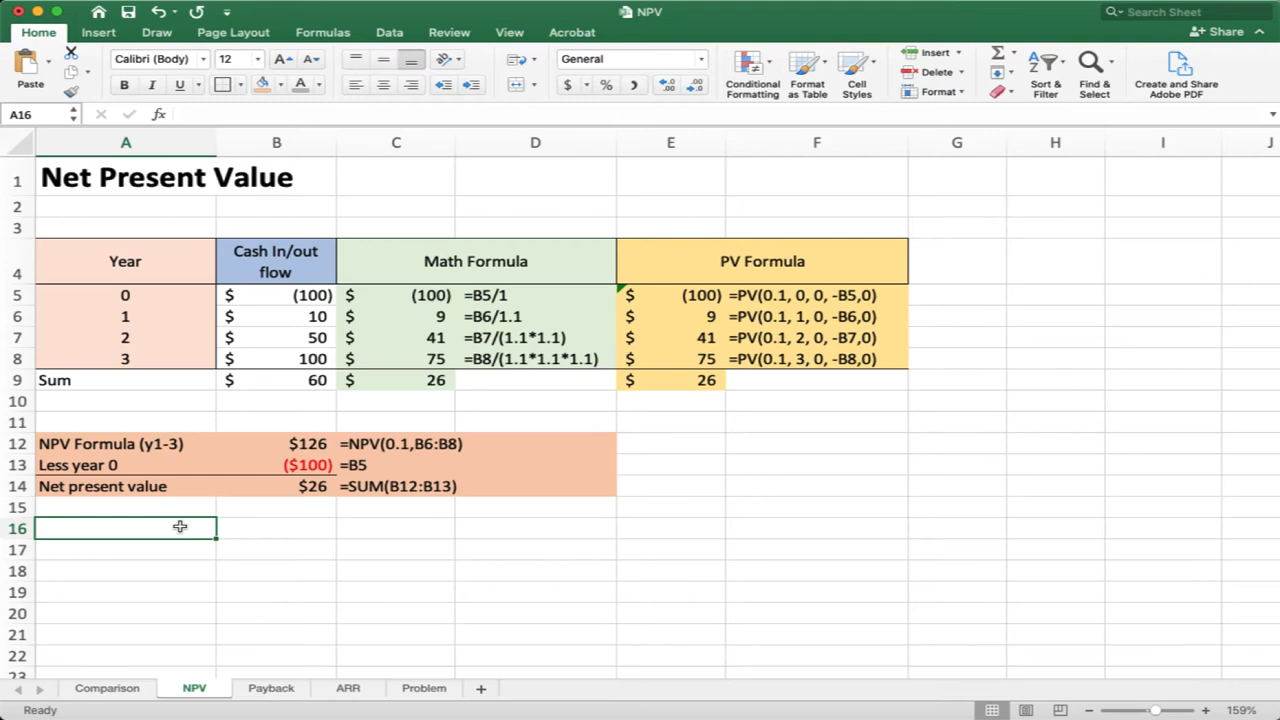 NPV
Search Sheet
Home Insert Draw Page Layout Formulas Data Review View Acrobat
Share
Paste
Calibri (Body) 12 A A
General
B I U A
$ % 
Conditional Formatting
Format as Table
Cell Styles
Insert
Delete
Format
Sort & Filter
Find & Select
Create and Share Adobe PDF
A16 fx
A B C D E F G H I J
1 Net Present Value
2
3
4 Year Cash In/out flow Math Formula PV Formula
5 0 $ (100) $ (100) =B5/1 $ (100) =PV(0.1, 0, 0, -B5,0)
6 1 $ 10 $ 9 =B6/1.1 $ 9 =PV(0.1, 1, 0, -B6,0)
7 2 $ 50 $ 41 =B7/(1.1*1.1) $ 41 =PV(0.1, 2, 0, -B7,0)
8 3 $ 100 $ 75 =B8/(1.1*1.1*1.1) $ 75 =PV(0.1, 3, 0, -B8,0)
9 Sum $ 60 $ 26 $ 26
10
11
12 NPV Formula (y1-3) $126 =NPV(0.1,B6:B8)
13 Less year 0 ($100) =B5
14 Net present value $26 =SUM(B12:B13)
15
16
17
18
19
20
21
22
23
Comparison NPV Payback ARR Problem +
Ready
159%